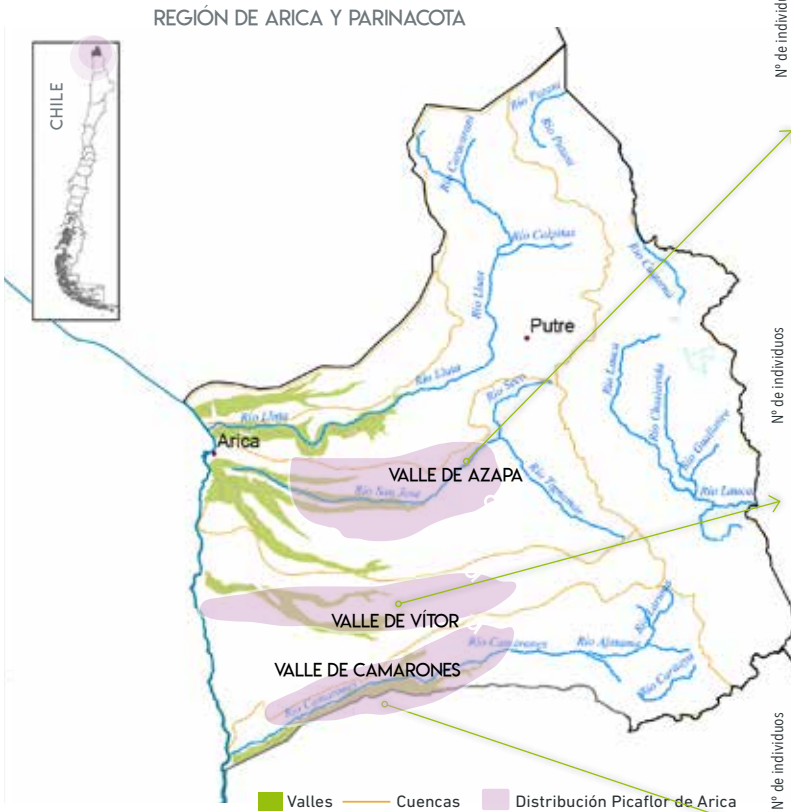 REGIÓN DE ARICA Y PARINACOTA
CHILE
Nº de individu
Río Putani
Río Caracarani
Río Colpitas
Río Caquena
Río Lluta
Putre
Nº de individuos
Río Lauca
Río Lluta
Río Seco
Río Guallatire
Río Lluta
Arica
VALLE DE AZAPA
Río San José
Río Tignamar
Río Lauca
VALLE DE VÍTOR
VALLE DE CAMARONES
Río Camarones
Río Ajatama
Río Camarones
Nº de individuos
Valles
Cuencas
Distribución Picaflor de Arica